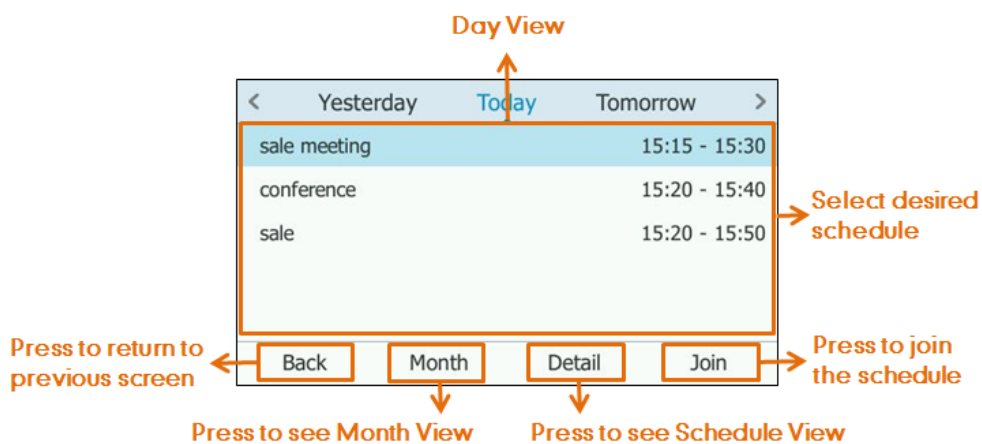 Day View
< Yesterday Today Tomorrow >
sale meeting 15:15 - 15:30
conference 15:20 - 15:40
sale 15:20 - 15:50
Select desired
schedule
Press to return to
previous screen
Back Month Detail Join
Press to join
the schedule
Press to see Month View Press to see Schedule View